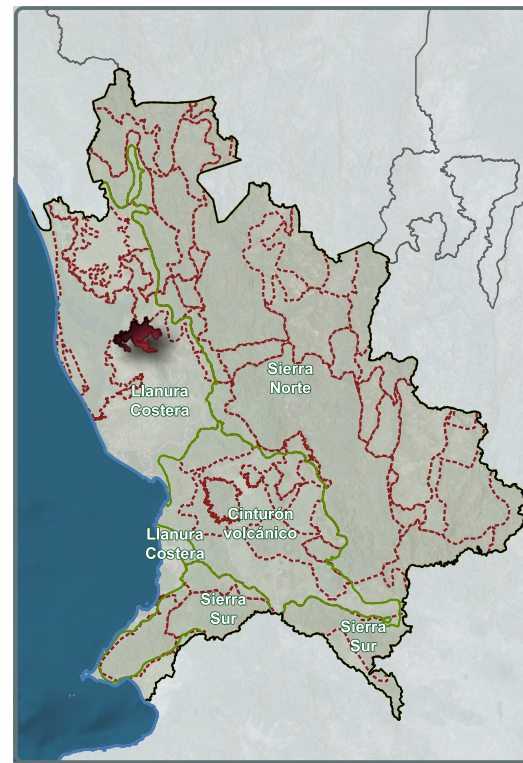 Sierra
Norte
Llanura
Costera
Cinturón
volcánico
Llanura
Costera
Sierra
Sur
Sierra
Sur